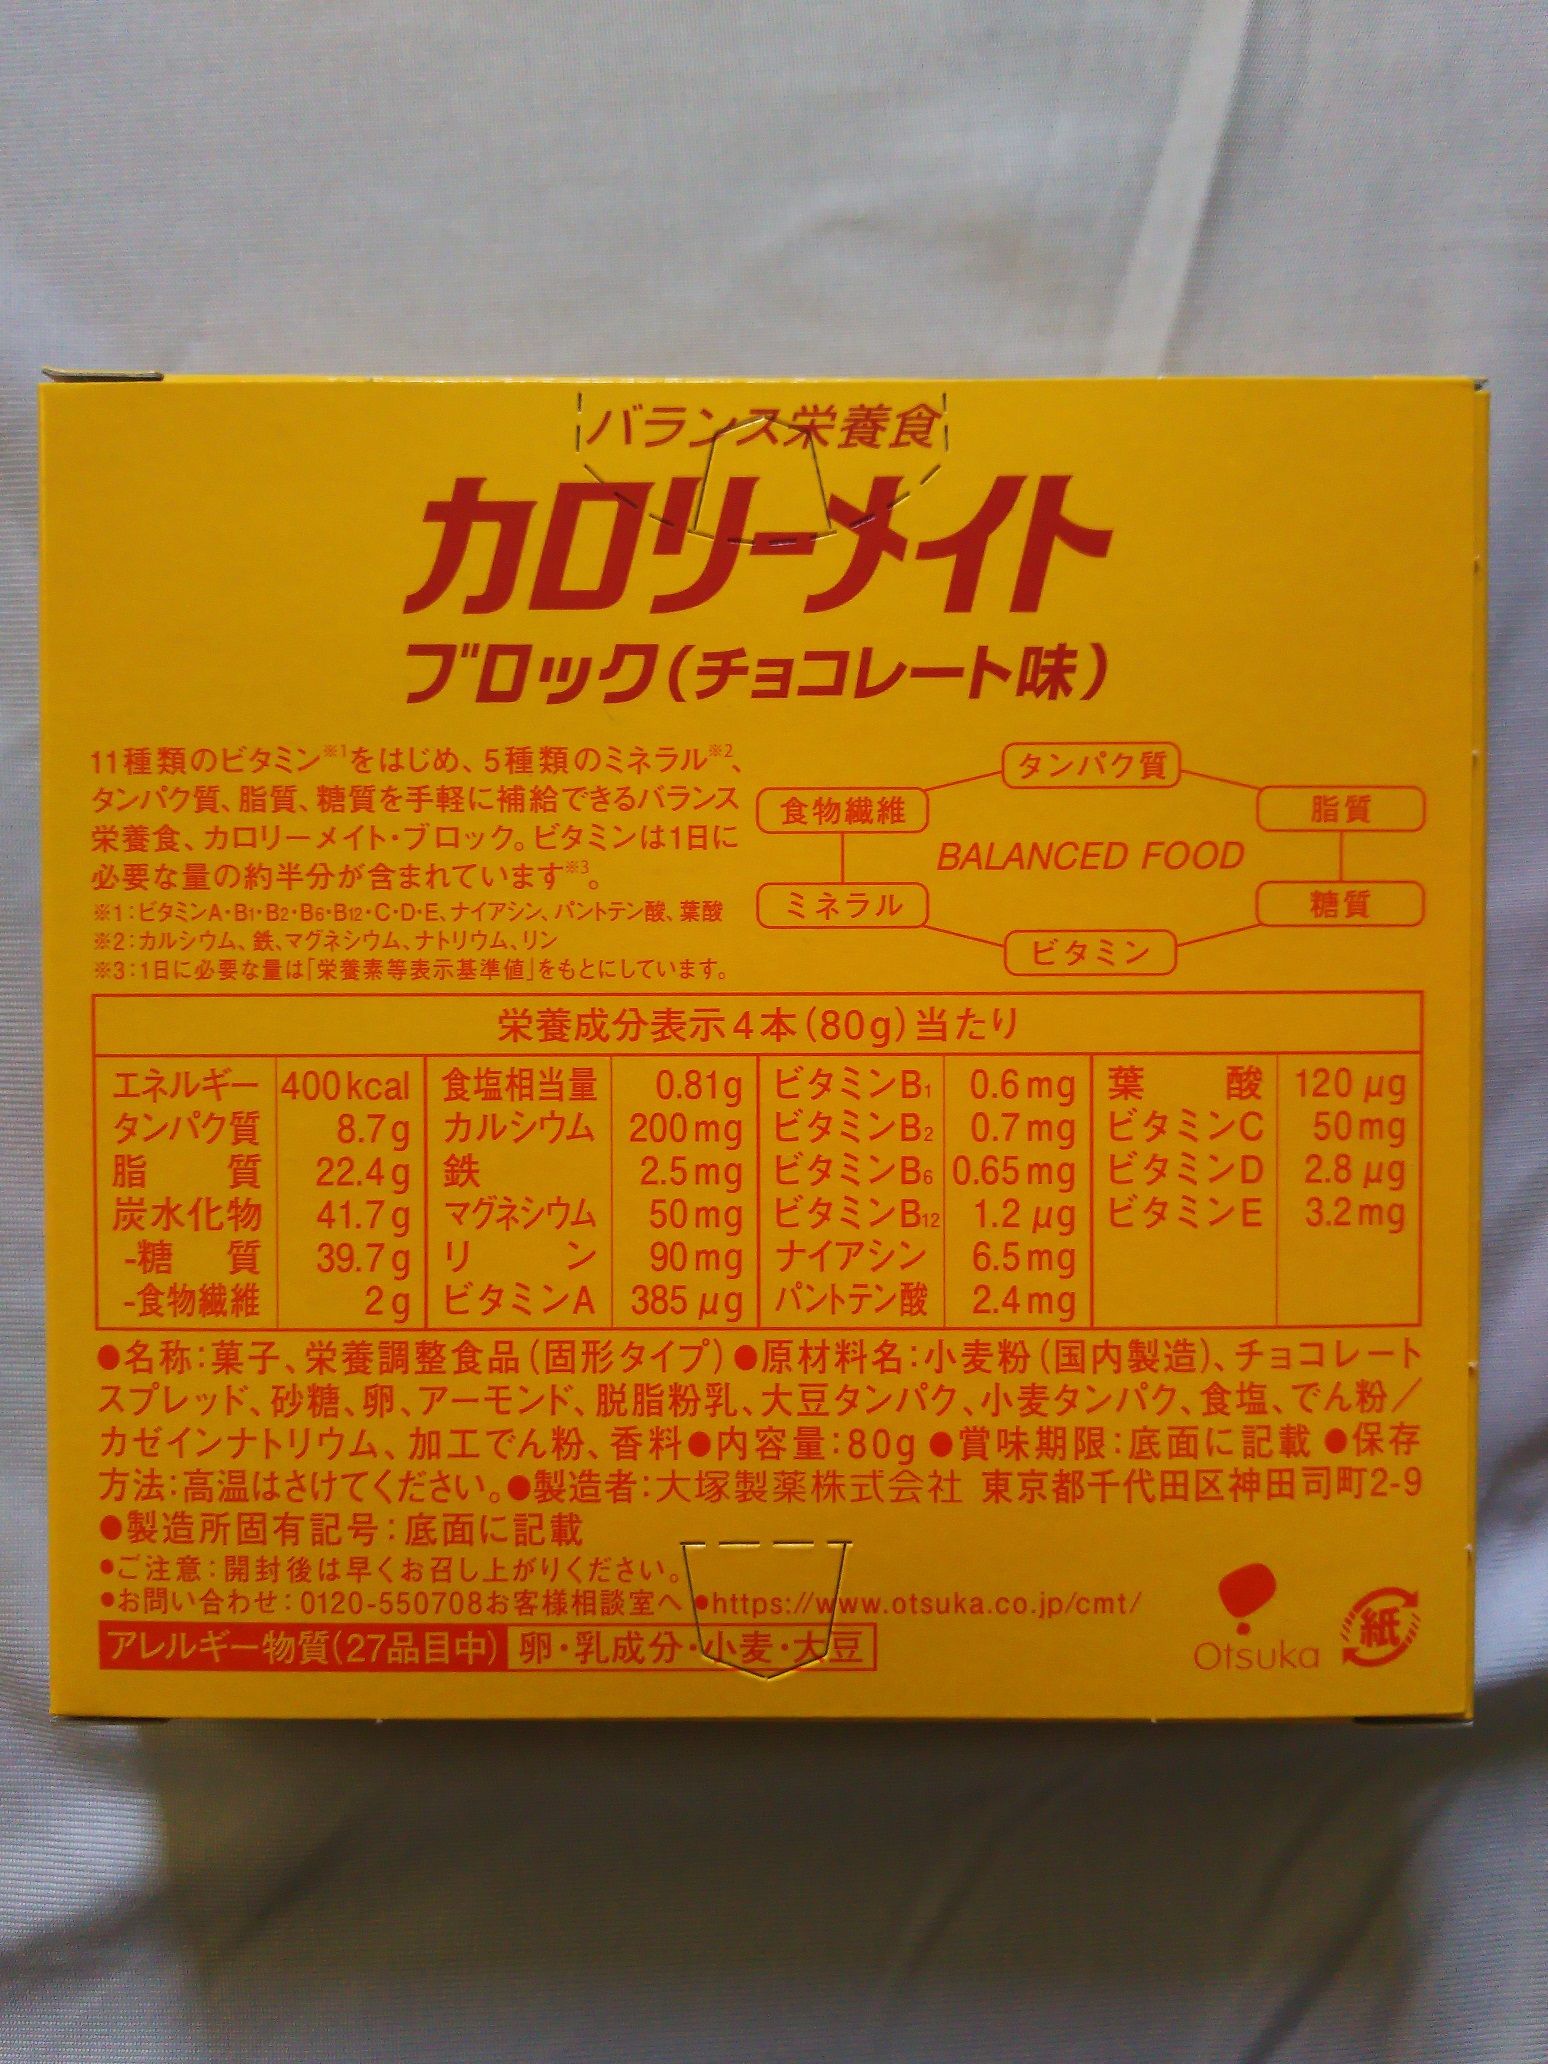 バランス栄養食
カロリーメイト
ブロック(チョコレート味)
11種類のビタミン※1をはじめ、5種類のミネラル※2、
タンパク質、脂質、糖質を手軽に補給できるバランス
栄養食、カロリーメイト・ブロック。ビタミンは1日に
必要な量の約半分が含まれています※3。
※1:ビタミンA・B1・B2・B6・B12・C・D・E、ナイアシン、パントテン酸、葉酸
※2:カルシウム、鉄、マグネシウム、ナトリウム、リン
※3:1日に必要な量は「栄養素等表示基準値」をもとにしています。
タンパク質
食物繊維 脂質
BALANCED FOOD
ミネラル 糖質
ビタミン
栄養成分表示4本(80g)当たり
エネルギー 400kcal 食塩相当量 0.81g ビタミンB1 0.6mg 葉酸 120μg
タンパク質 8.7g カルシウム 200mg ビタミンB2 0.7mg ビタミンC 50mg
脂質 22.4g 鉄 2.5mg ビタミンB6 0.65mg ビタミンD 2.8μg
炭水化物 41.7g マグネシウム 50mg ビタミンB12 1.2μg ビタミンE 3.2mg
-糖質 39.7g リン 90mg ナイアシン 6.5mg
-食物繊維 2g ビタミンA 385μg パントテン酸 2.4mg
●名称:菓子、栄養調整食品(固形タイプ)●原材料名:小麦粉(国内製造)、チョコレート
スプレッド、砂糖、卵、アーモンド、脱脂粉乳、大豆タンパク、小麦タンパク、食塩、でん粉/
カゼインナトリウム、加工でん粉、香料●内容量:80g●賞味期限:底面に記載●保存
方法:高温はさけてください。●製造者:大塚製薬株式会社 東京都千代田区神田司町2-9
●製造所固有記号:底面に記載
●ご注意:開封後は早くお召し上がりください。
●お問い合わせ:0120-550708お客様相談室へ●https://www.otsuka.co.jp/cmt/
アレルギー物質(27品目中) 卵・乳成分・小麦・大豆
Otsuka
紙